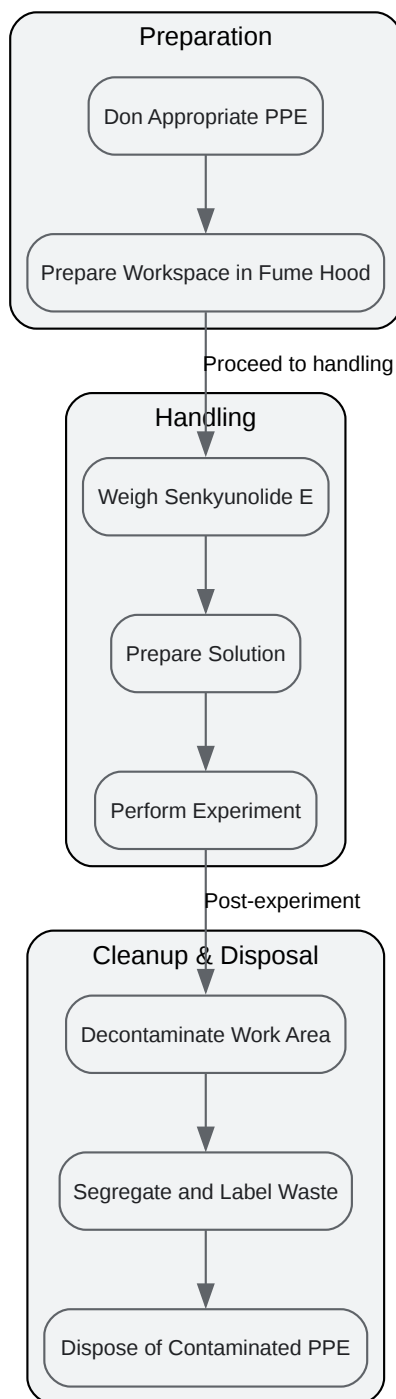 Preparation
Don Appropriate PPE
Prepare Workspace in Fume Hood
Proceed to handling
Handling
Weigh Senkyunolide E
Prepare Solution
Perform Experiment
Post-experiment
Cleanup & Disposal
Decontaminate Work Area
Segregate and Label Waste
Dispose of Contaminated PPE